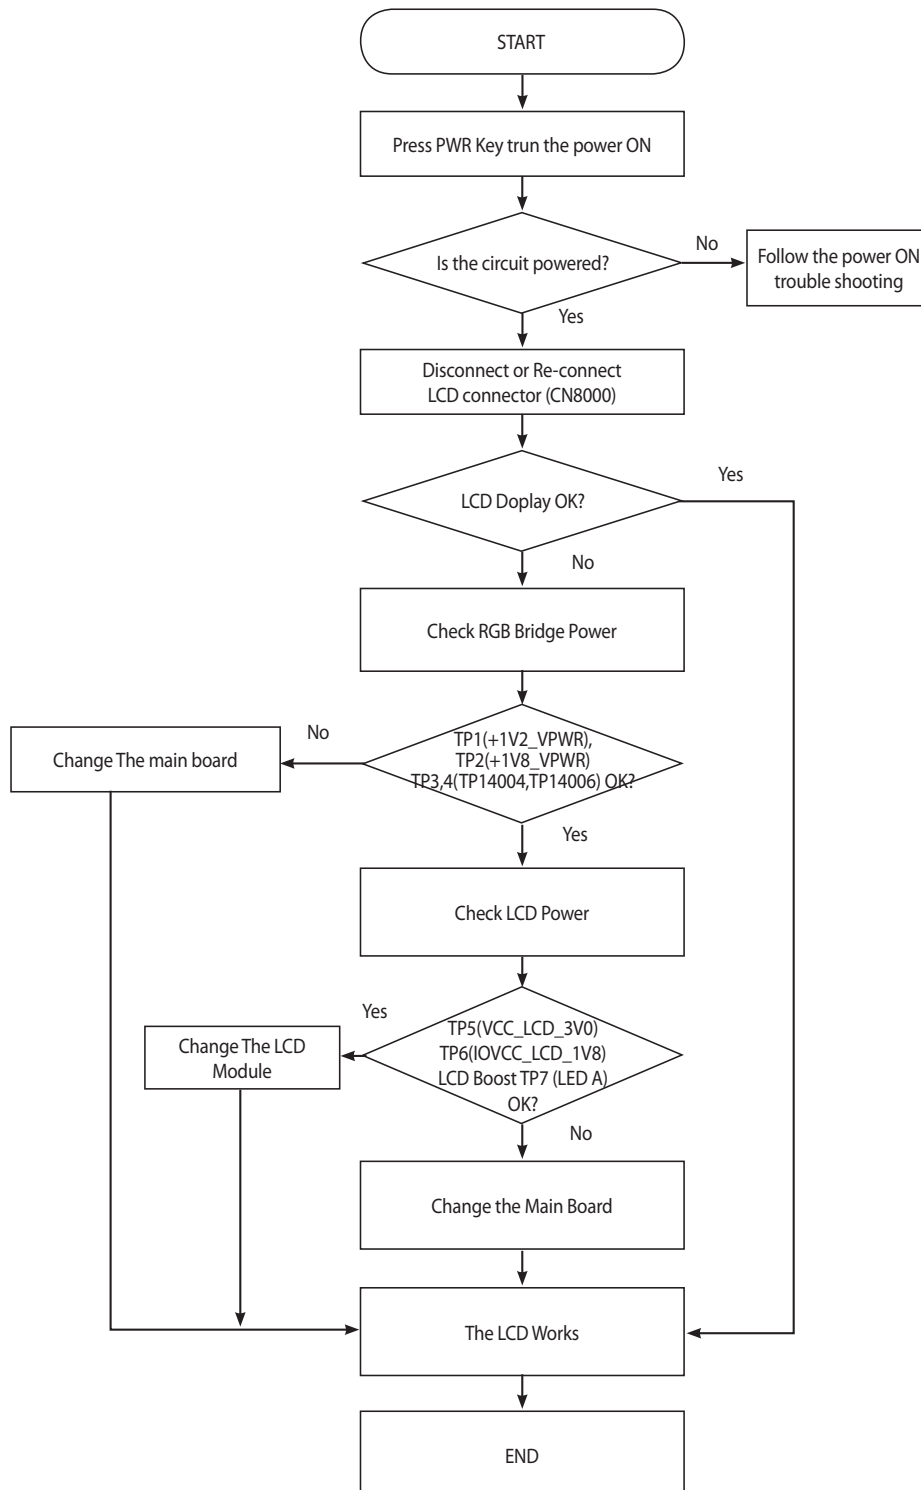 START
Press PWR Key trun the power ON
Is the circuit powered?
No
Follow the power ON
trouble shooting
Yes
Disconnect or Re-connect
LCD connector (CN8000)
LCD Doplay OK?
Yes
No
Check RGB Bridge Power
TP1(+1V2_VPWR),
TP2(+1V8_VPWR)
TP3,4(TP14004,TP14006) OK?
No
Change The main board
Yes
Check LCD Power
TP5(VCC_LCD_3V0)
TP6(IOVCC_LCD_1V8)
LCD Boost TP7 (LED A)
OK?
Yes
Change The LCD
Module
No
Change the Main Board
The LCD Works
END